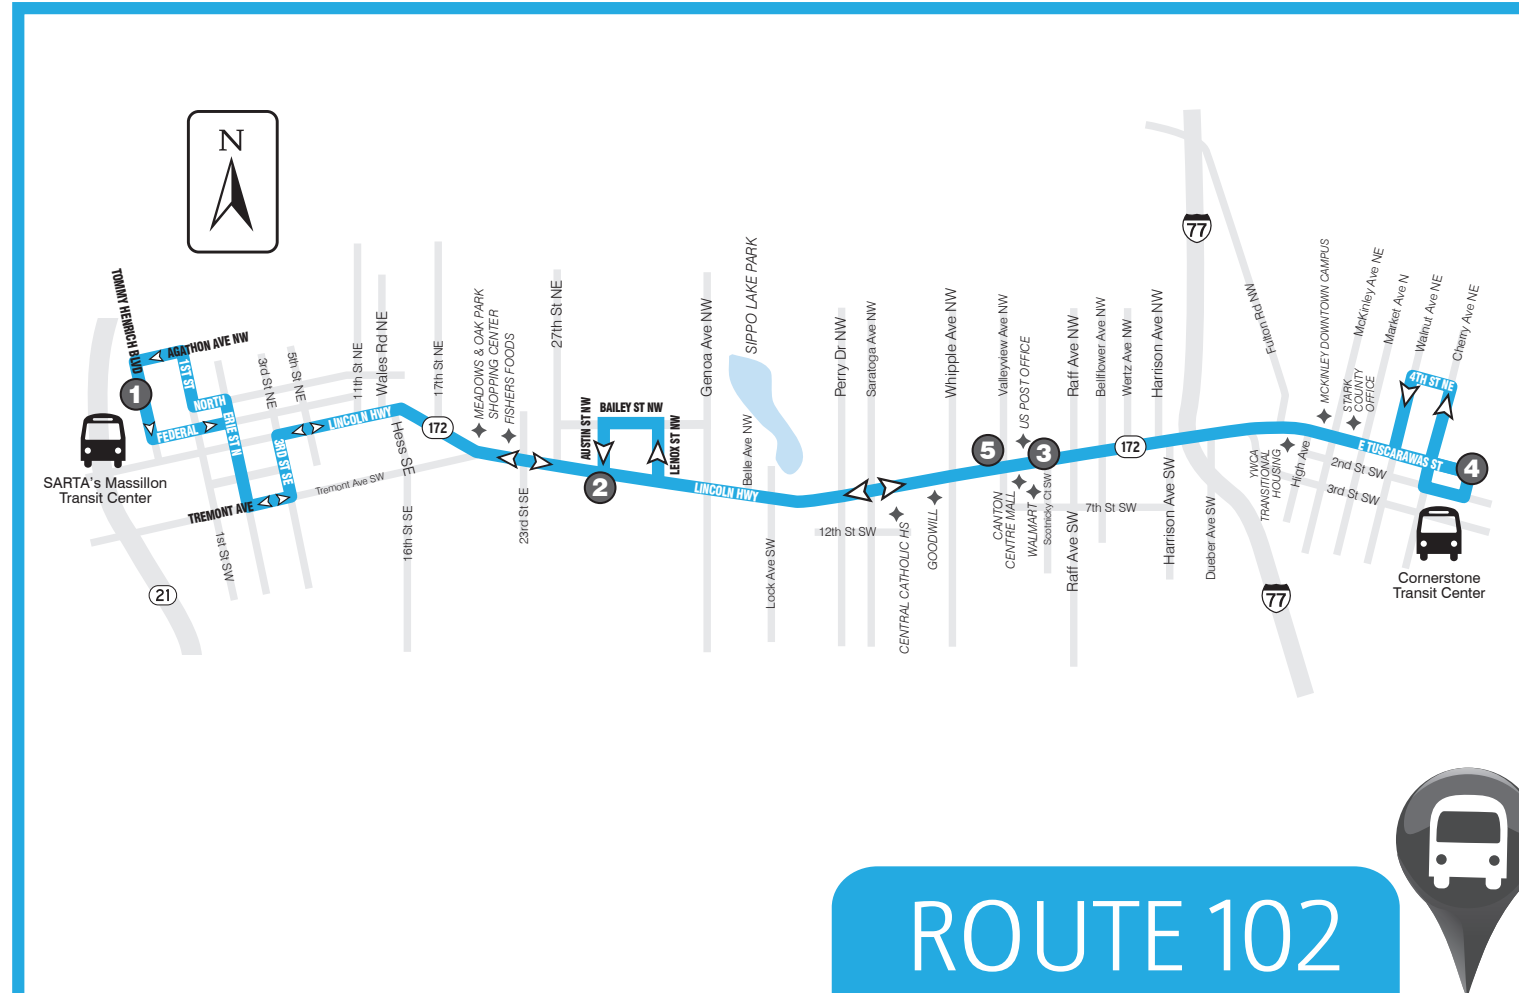 N
TOMMY HENRICH BLVD
AGATHON AVE NW
1ST ST
NORTH
FEDERAL
ERIE ST N
1
SARTA's Massillon
Transit Center
TREMONT AVE
3RD ST SE
LINCOLN HWY
3rd St NE
5th St NE
11th St NE
Wales Rd NE
17th St NE
Hess SE
172
Tremont Ave SW
1st St SW
16th St SE
21
MEADOWS & OAK PARK
SHOPPING CENTER
FISHERS FOODS
23rd St SE
27th St NE
AUSTIN ST NW
BAILEY ST NW
LENOX ST NW
2
LINCOLN HWY
Genoa Ave NW
SIPPO LAKE PARK
Belle Ave NW
Lock Ave SW
Perry Dr NW
Saratoga Ave NW
12th St SW
CENTRAL CATHOLIC HS
GOODWILL
Whipple Ave NW
Valleyview Ave NW
US POST OFFICE
5
3
CANTON
CENTRE MALL
WALMART
Scotnicky Ct SW
Raff Ave NW
Raff Ave SW
Bellflower Ave NW
Wertz Ave NW
Harrison Ave NW
172
7th St SW
Harrison Ave SW
Dueber Ave SW
77
77
Fulton Rd NW
YWCA
TRANSITIONAL
HOUSING
High Ave
MCKINLEY DOWNTOWN CAMPUS
STARK
COUNTY
OFFICE
McKinley Ave NE
Market Ave N
Walnut Ave NE
Cherry Ave NE
4TH ST NE
E TUSCARAWAS ST
2nd St SW
3rd St SW
4
Cornerstone
Transit Center
ROUTE 102